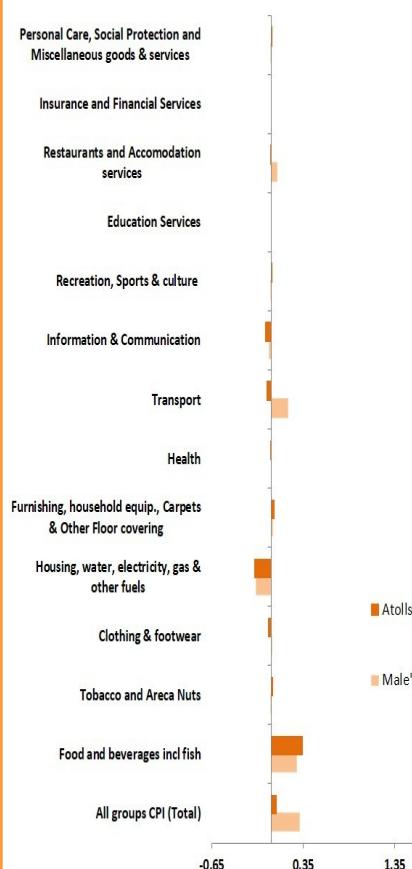 Personal Care, Social Protection and
Miscellaneous goods & services
Insurance and Financial Services
Restaurants and Accomodation
services
Education Services
Recreation, Sports & culture
Information & Communication
Transport
Health
Furnishing, household equip., Carpets
& Other Floor covering
Housing, water, electricity, gas &
other fuels
Clothing & footwear
Tobacco and Areca Nuts
Food and beverages incl fish
All groups CPI (Total)
Atolls
Male'
-0.65 0.35 1.35